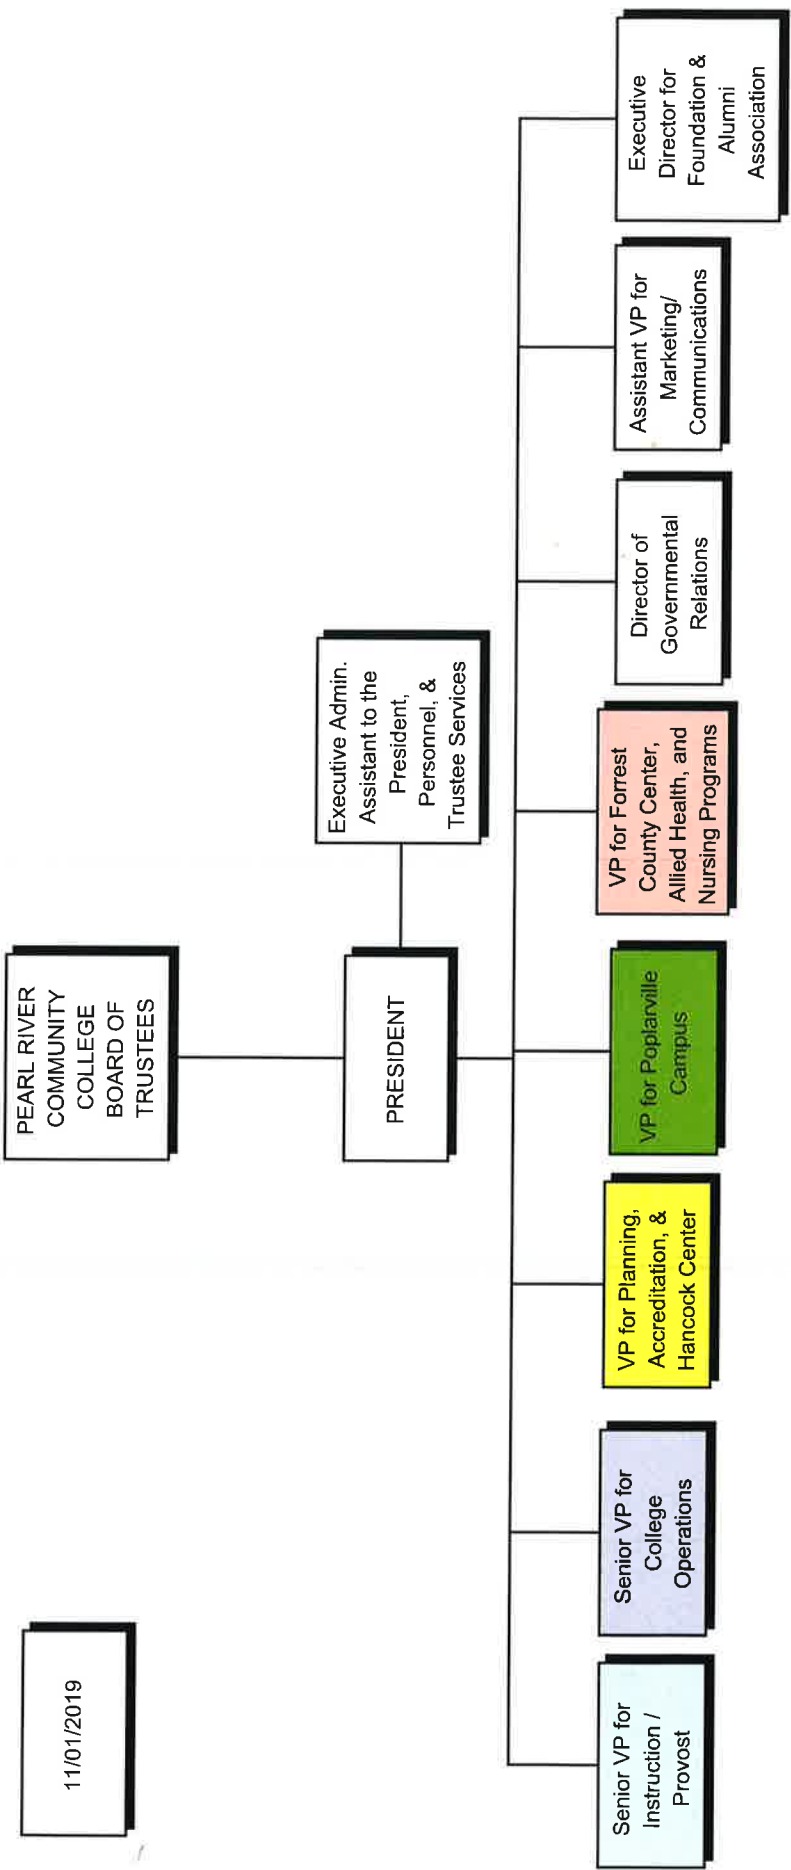 11/01/2019
PEARL RIVER
COMMUNITY
COLLEGE
BOARD OF
TRUSTEES
PRESIDENT
Executive Admin.
Assistant to the
President,
Personnel, &
Trustee Services
Senior VP for
Instruction /
Provost
Senior VP for
College
Operations
VP for Planning,
Accreditation, &
Hancock Center
VP for Poplarville
Campus
VP for Forrest
County Center,
Allied Health, and
Nursing Programs
Director of
Governmental
Relations
Assistant VP for
Marketing/
Communications
Executive
Director for
Foundation &
Alumni
Association